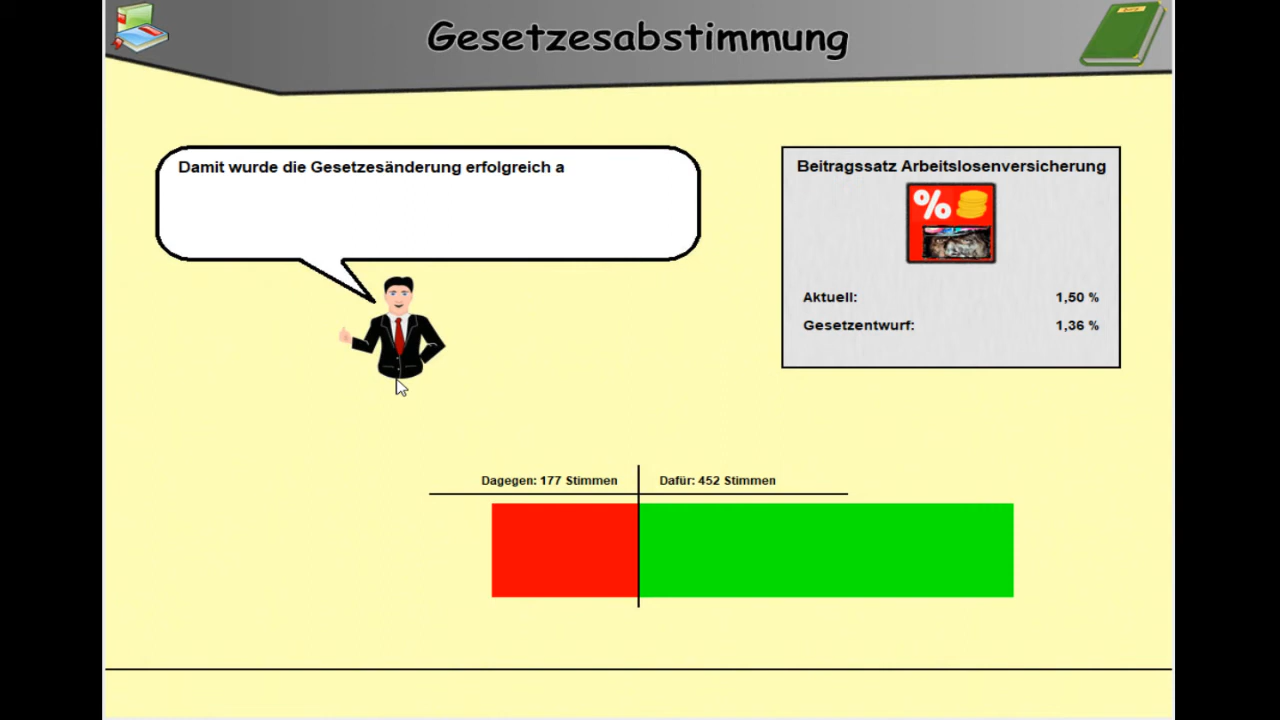 Gesetzesabstimmung
Damit wurde die Gesetzesänderung erfolgreich a
Beitragssatz Arbeitslosenversicherung
%
Aktuell: 1,50 %
Gesetzentwurf: 1,36 %
Dagegen: 177 Stimmen Dafür: 452 Stimmen